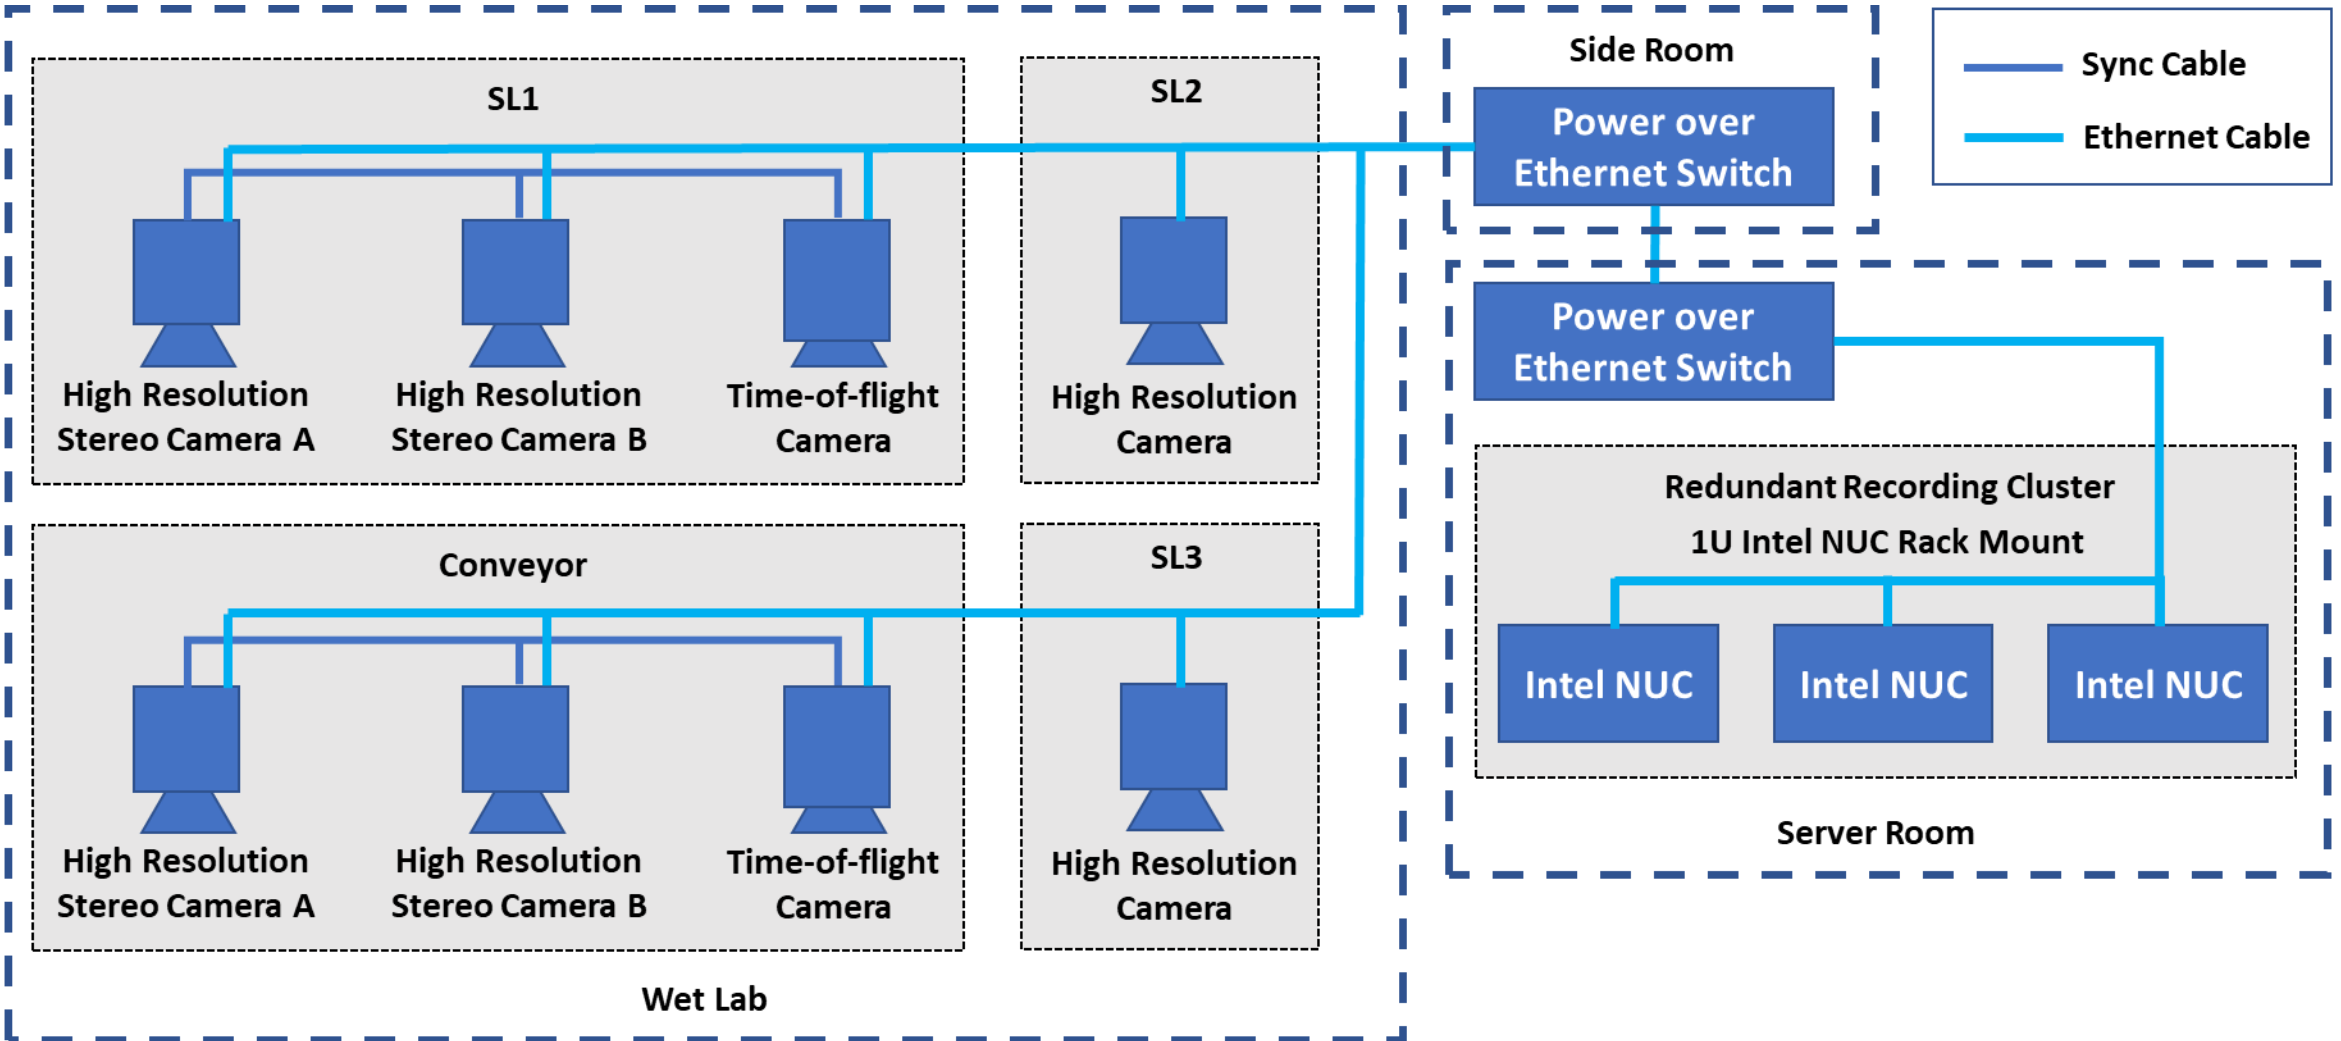 SL1
High Resolution
Stereo Camera A
High Resolution
Stereo Camera B
Time-of-flight
Camera
SL2
High Resolution
Camera
Conveyor
High Resolution
Stereo Camera A
High Resolution
Stereo Camera B
Time-of-flight
Camera
SL3
High Resolution
Camera
Wet Lab
Side Room
Power over
Ethernet Switch
Sync Cable
Ethernet Cable
Power over
Ethernet Switch
Redundant Recording Cluster
1U Intel NUC Rack Mount
Intel NUC
Intel NUC
Intel NUC
Server Room